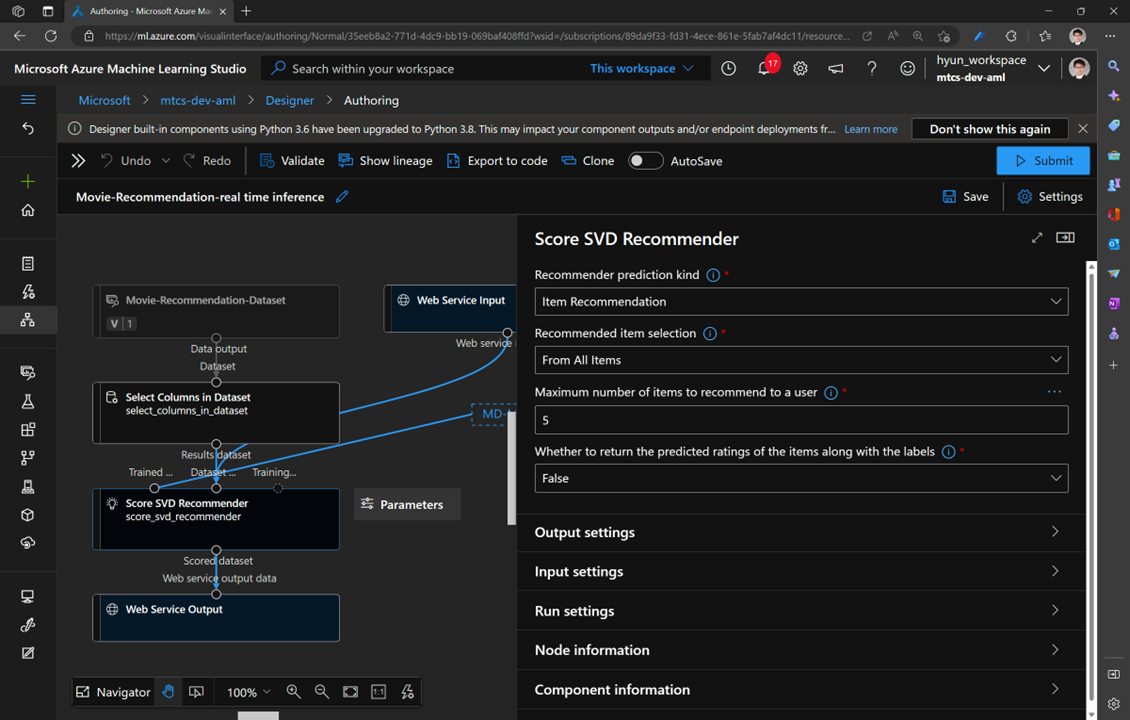 Authoring - Microsoft Azure Mac
https://ml.azure.com/visualinterface/authoring/Normal/35eeb8a2-771d-4dc9-bb19-069baf408ffd?wsid=/subscriptions/89da9f33-fd31-4ece-861e-5fab7af4dc11/resource...
Microsoft Azure Machine Learning Studio
Search within your workspace
This workspace
17
hyun_workspace
mtcs-dev-aml
Microsoft > mtcs-dev-aml > Designer > Authoring
Designer built-in components using Python 3.6 have been upgraded to Python 3.8. This may impact your component outputs and/or endpoint deployments fr... Learn more
Don't show this again
Undo
Redo
Validate
Show lineage
Export to code
Clone
AutoSave
Submit
Movie-Recommendation-real time inference
Save
Settings
Movie-Recommendation-Dataset
V 1
Data output
Dataset
Web Service Input
Web service
Select Columns in Dataset
select_columns_in_dataset
MD-
Results dataset
Trained ...
Dataset ...
Training...
Score SVD Recommender
score_svd_recommender
Parameters
Scored dataset
Web service output data
Web Service Output
Navigator
100%
1:1
Score SVD Recommender
Recommender prediction kind *
Item Recommendation
Recommended item selection *
From All Items
Maximum number of items to recommend to a user *
5
Whether to return the predicted ratings of the items along with the labels *
False
Output settings
Input settings
Run settings
Node information
Component information